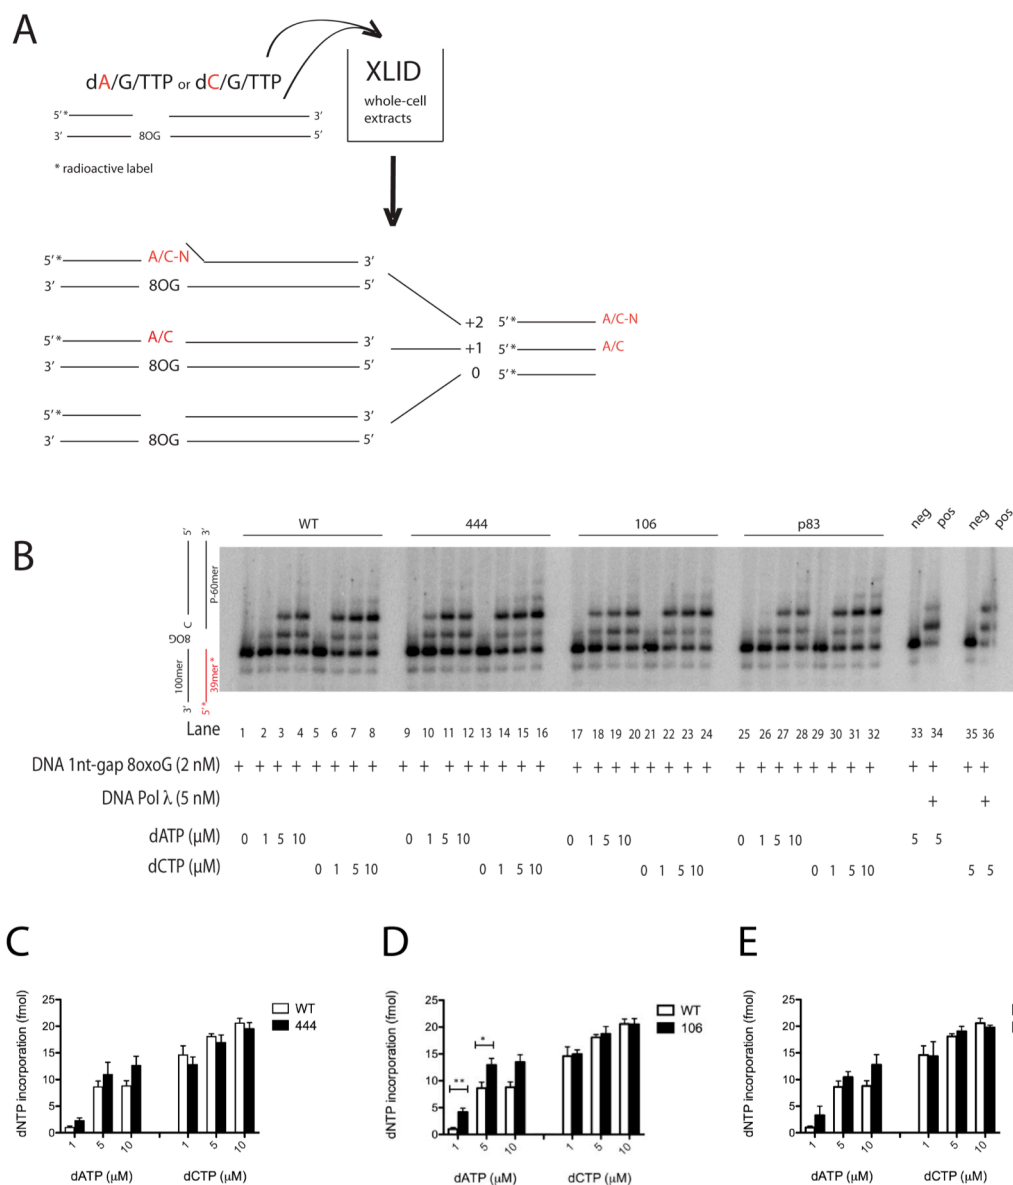 A
dA/G/TTP or dC/G/TTP
XLID
whole-cell
extracts
5'* 3'
3' 8OG 5'
* radioactive label
5'* A/C-N 3'
3' 8OG 5'
5'* A/C 3'
3' 8OG 5'
5'* 3'
3' 8OG 5'
+2 5'* A/C-N
+1 5'* A/C
0 5'*
B
WT 444 106 p83 neg pos neg pos
5' 3'
C P-60mer
8OG
100mer 39mer *
3' 5'*
Lane 1 2 3 4 5 6 7 8 9 10 11 12 13 14 15 16 17 18 19 20 21 22 23 24 25 26 27 28 29 30 31 32 33 34 35 36
DNA 1nt-gap 8oxoG (2 nM) + + + + + + + + + + + + + + + + + + + + + + + + + + + + + + + + + + + +
DNA Pol λ (5 nM) + +
dATP (μM) 0 1 5 10 0 1 5 10 0 1 5 10 0 1 5 10 5 5
dCTP (μM) 0 1 5 10 0 1 5 10 0 1 5 10 0 1 5 10 5 5
C
dNTP incorporation (fmol)
25
20
15
10
5
0
WT
444
1 5 10 1 5 10
dATP (μM) dCTP (μM)
D
dNTP incorporation (fmol)
25
20
15
10
5
0
** *
WT
106
1 5 10 1 5 10
dATP (μM) dCTP (μM)
E
dNTP incorporation (fmol)
25
20
15
10
5
0
1 5 10 1 5 10
dATP (μM) dCTP (μM)